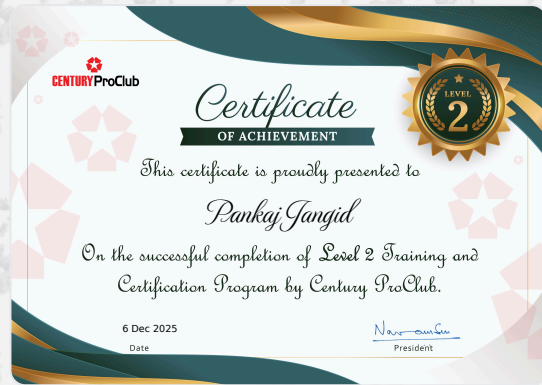 CENTURY ProClub
LEVEL
2
Certificate
OF ACHIEVEMENT
This certificate is proudly presented to
Pankaj Jangid
On the successful completion of Level 2 Training and
Certification Program by Century ProClub.
6 Dec 2025
Date
President